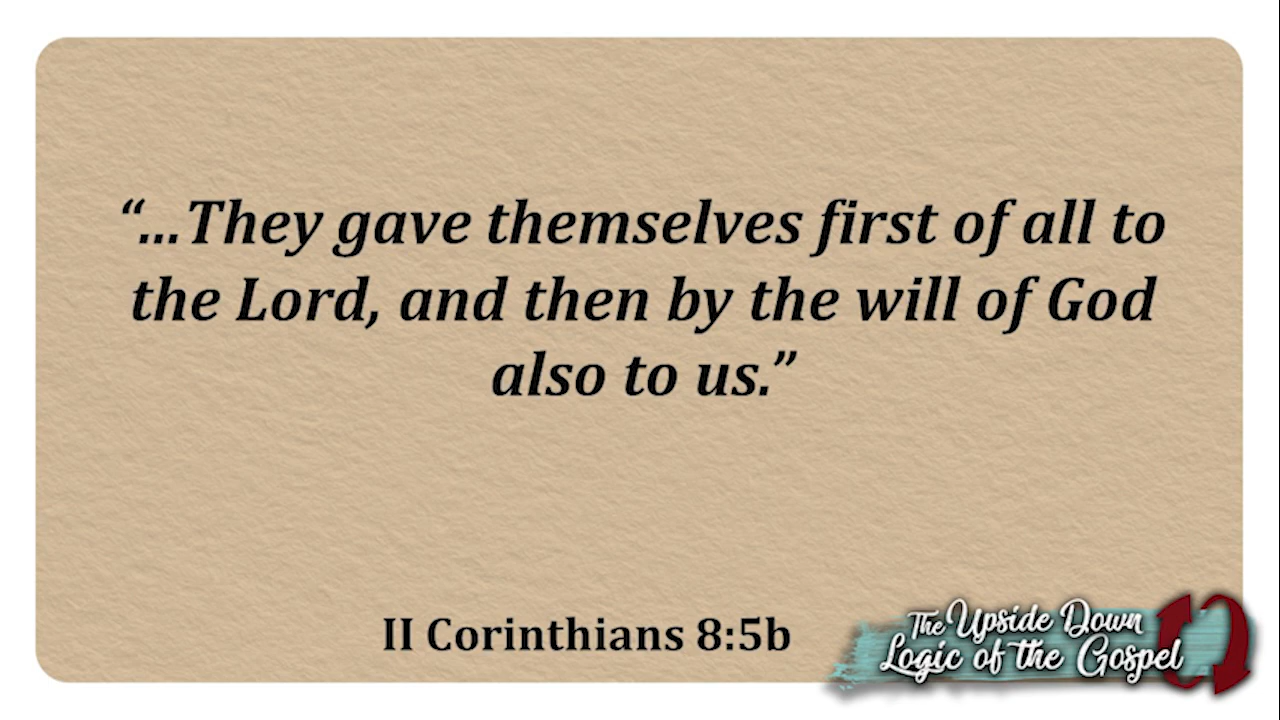 “...They gave themselves first of all to
the Lord, and then by the will of God
also to us.”
II Corinthians 8:5b
The Upside Down
Logic of the Gospel